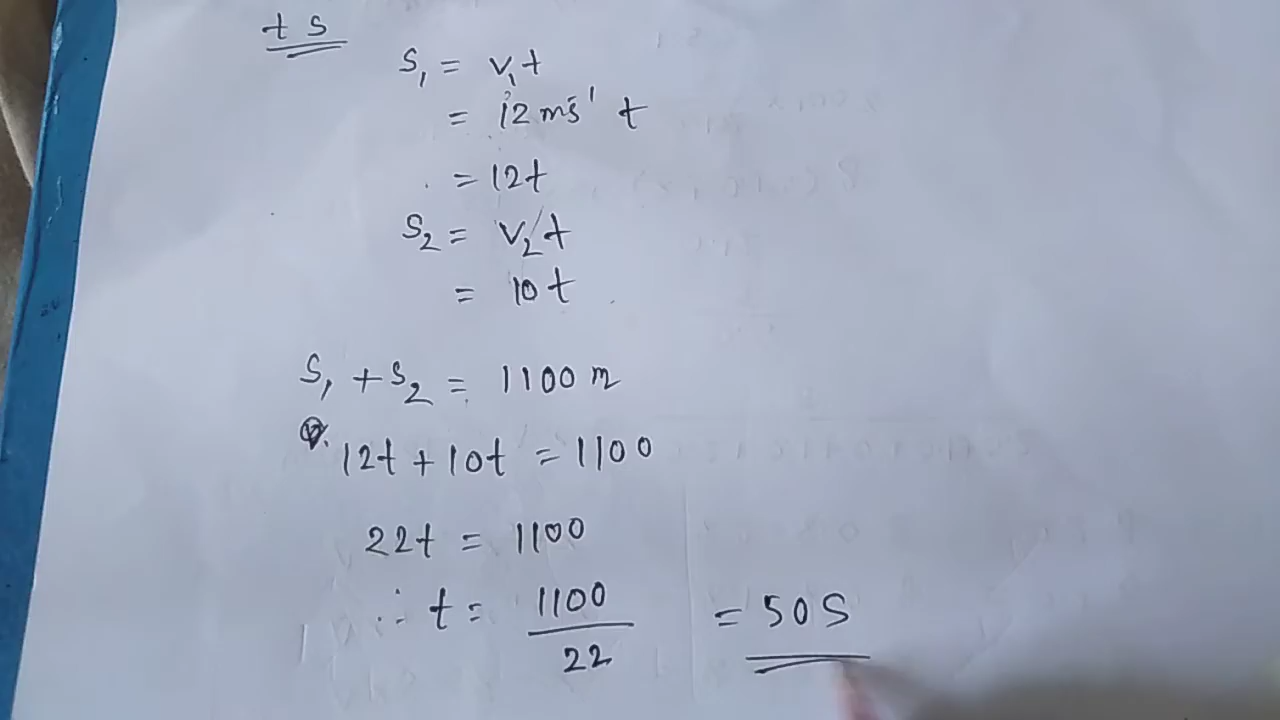 t s
S₁ = v₁t
= 12 ms⁻¹ t
= 12t
S₂ = v₂t
= 10t
S₁ + S₂ = 1100 m
12t + 10t = 1100
22t = 1100
∴ t = 1100/22 = 50 S